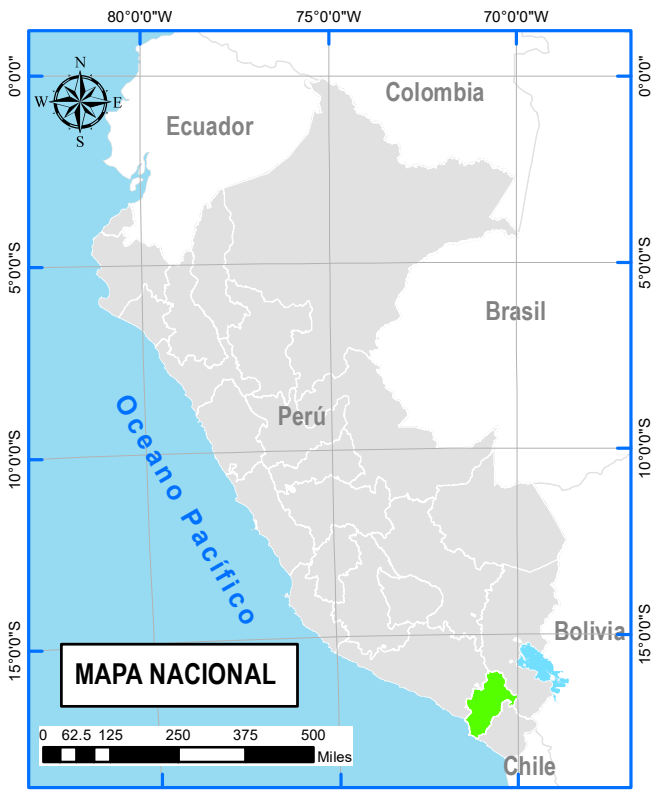 80°0'0"W 75°0'0"W 70°0'0"W
0°0'0"
0°0'0"
N
W E
S
Colombia
Ecuador
5°0'0"S
5°0'0"S
Brasil
Perú
Oceano Pacífico
10°0'0"S
10°0'0"S
Bolivia
15°0'0"S
15°0'0"S
MAPA NACIONAL
0 62.5 125 250 375 500
Miles
Chile